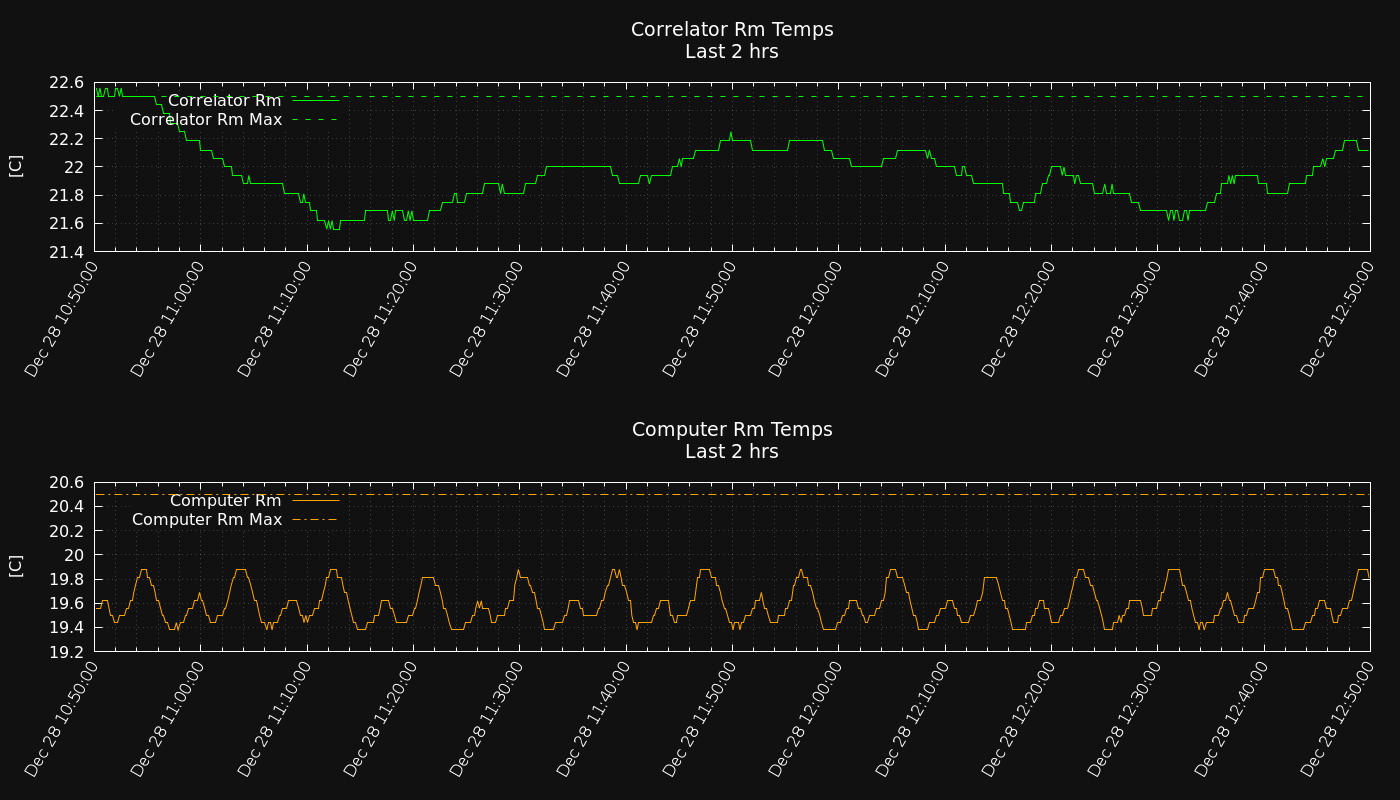 Correlator Rm Temps
Last 2 hrs
22.6
22.4
22.2
22
21.8
21.6
21.4
[C]
Correlator Rm
Correlator Rm Max
Dec 28 10:50:00
Dec 28 11:00:00
Dec 28 11:10:00
Dec 28 11:20:00
Dec 28 11:30:00
Dec 28 11:40:00
Dec 28 11:50:00
Dec 28 12:00:00
Dec 28 12:10:00
Dec 28 12:20:00
Dec 28 12:30:00
Dec 28 12:40:00
Dec 28 12:50:00
Computer Rm Temps
Last 2 hrs
20.6
20.4
20.2
20
19.8
19.6
19.4
19.2
[C]
Computer Rm
Computer Rm Max
Dec 28 10:50:00
Dec 28 11:00:00
Dec 28 11:10:00
Dec 28 11:20:00
Dec 28 11:30:00
Dec 28 11:40:00
Dec 28 11:50:00
Dec 28 12:00:00
Dec 28 12:10:00
Dec 28 12:20:00
Dec 28 12:30:00
Dec 28 12:40:00
Dec 28 12:50:00